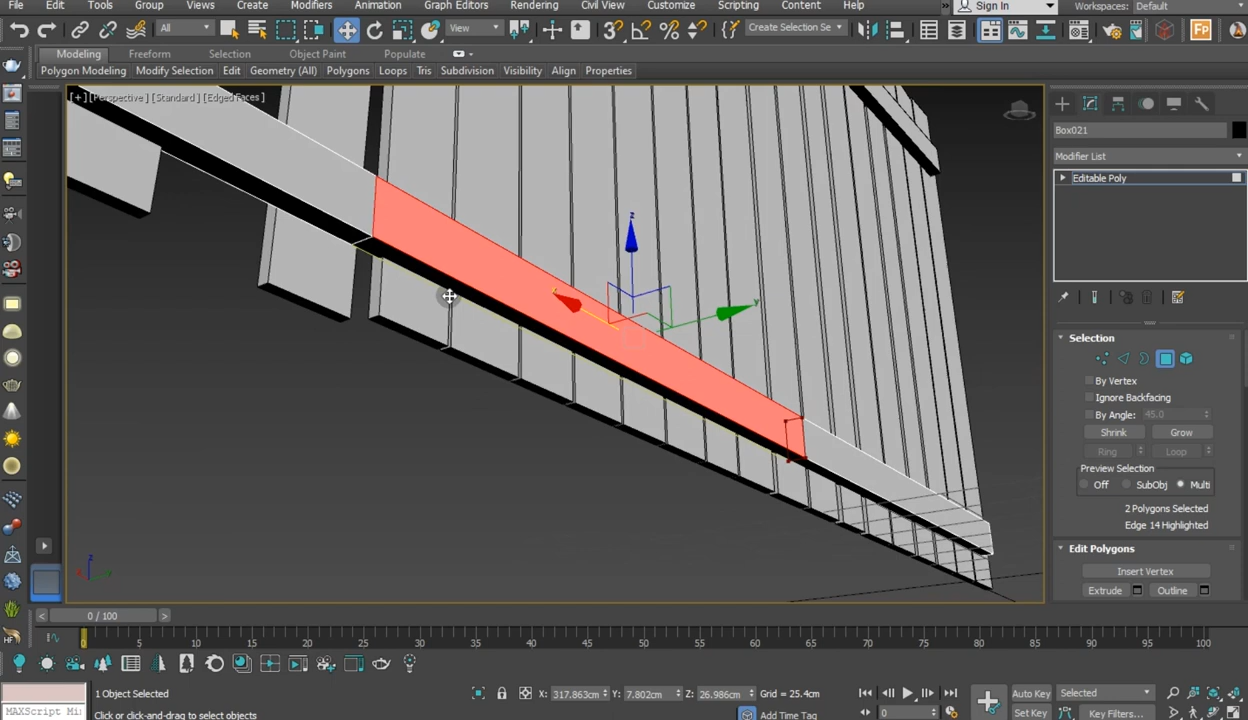 File Edit Tools Group Views Create Modifiers Animation Graph Editors Rendering Civil View Customize Scripting Content Help » Sign In Workspaces: Default
All View Create Selection Se
Modeling Freeform Selection Object Paint Populate
Polygon Modeling Modify Selection Edit Geometry (All) Polygons Loops Tris Subdivision Visibility Align Properties
[+] [Perspective ] [Standard ] [Edged Faces ]
Box021
Modifier List
Editable Poly
z
y
x
Selection
By Vertex
Ignore Backfacing
By Angle: 45.0
Shrink Grow
Ring Loop
Preview Selection
Off SubObj Multi
2 Polygons Selected
Edge 14 Highlighted
Edit Polygons
Insert Vertex
Extrude Outline
z
< 0 / 100 >
0 5 10 15 20 25 30 35 40 45 50 55 60 65 70 75 80 85 90 95 100
HF
1 Object Selected X: 317.863cm Y: 7.802cm Z: 26.986cm Grid = 25.4cm Auto Key Selected
MAXScript Mi Click or click-and-drag to select objects Add Time Tag 0 Set Key Key Filters...